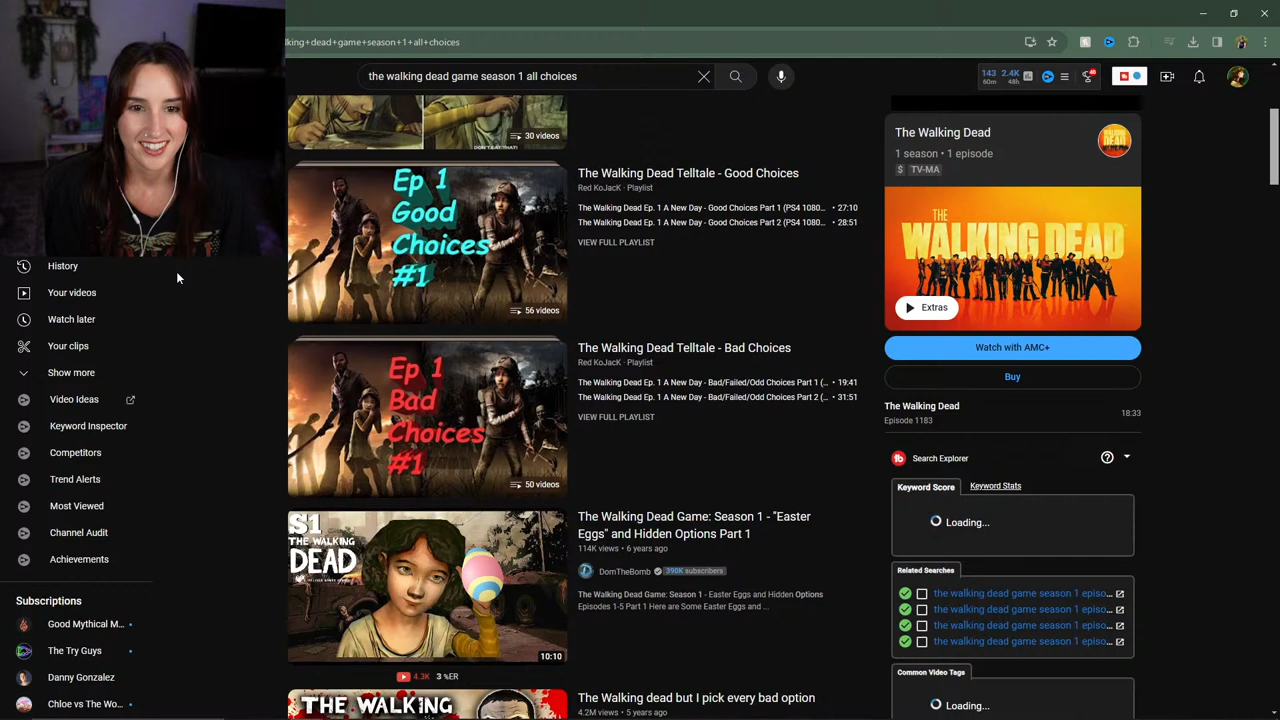 lking+dead+game+season+1+all+choices
the walking dead game season 1 all choices
143
60m
2.4K
48h
DON'T EAT THAT!
30 videos
Ep 1
Good
Choices
#1
56 videos
The Walking Dead Telltale - Good Choices
Red KoJacK · Playlist
The Walking Dead Ep. 1 A New Day - Good Choices Part 1 (PS4 1080... • 27:10
The Walking Dead Ep. 1 A New Day - Good Choices Part 2 (PS4 1080... • 28:51
VIEW FULL PLAYLIST
Ep 1
Bad
Choices
#1
50 videos
The Walking Dead Telltale - Bad Choices
Red KoJacK · Playlist
The Walking Dead Ep. 1 A New Day - Bad/Failed/Odd Choices Part 1 (... • 19:41
The Walking Dead Ep. 1 A New Day - Bad/Failed/Odd Choices Part 2 (... • 31:51
VIEW FULL PLAYLIST
S1
THE WALKING
DEAD
10:10
The Walking Dead Game: Season 1 - "Easter
Eggs" and Hidden Options Part 1
114K views • 6 years ago
DomTheBomb 390K subscribers
The Walking Dead Game: Season 1 - Easter Eggs and Hidden Options
Episodes 1-5 Part 1 Here are Some Easter Eggs and ...
4.3K 3 %ER
THE WALKING
The Walking dead but I pick every bad option
4.2M views • 5 years ago
History
Your videos
Watch later
Your clips
Show more
Video Ideas
Keyword Inspector
Competitors
Trend Alerts
Most Viewed
Channel Audit
Achievements
Subscriptions
Good Mythical M...
The Try Guys
Danny Gonzalez
Chloe vs The Wo...
The Walking Dead
1 season • 1 episode
$ TV-MA
THE
WALKING
DEAD
Extras
Watch with AMC+
Buy
The Walking Dead
Episode 1183
18:33
tb Search Explorer
Keyword Score Keyword Stats
Loading...
Related Searches
the walking dead game season 1 episo...
the walking dead game season 1 episo...
the walking dead game season 1 episo...
the walking dead game season 1 episo...
Common Video Tags
Loading...